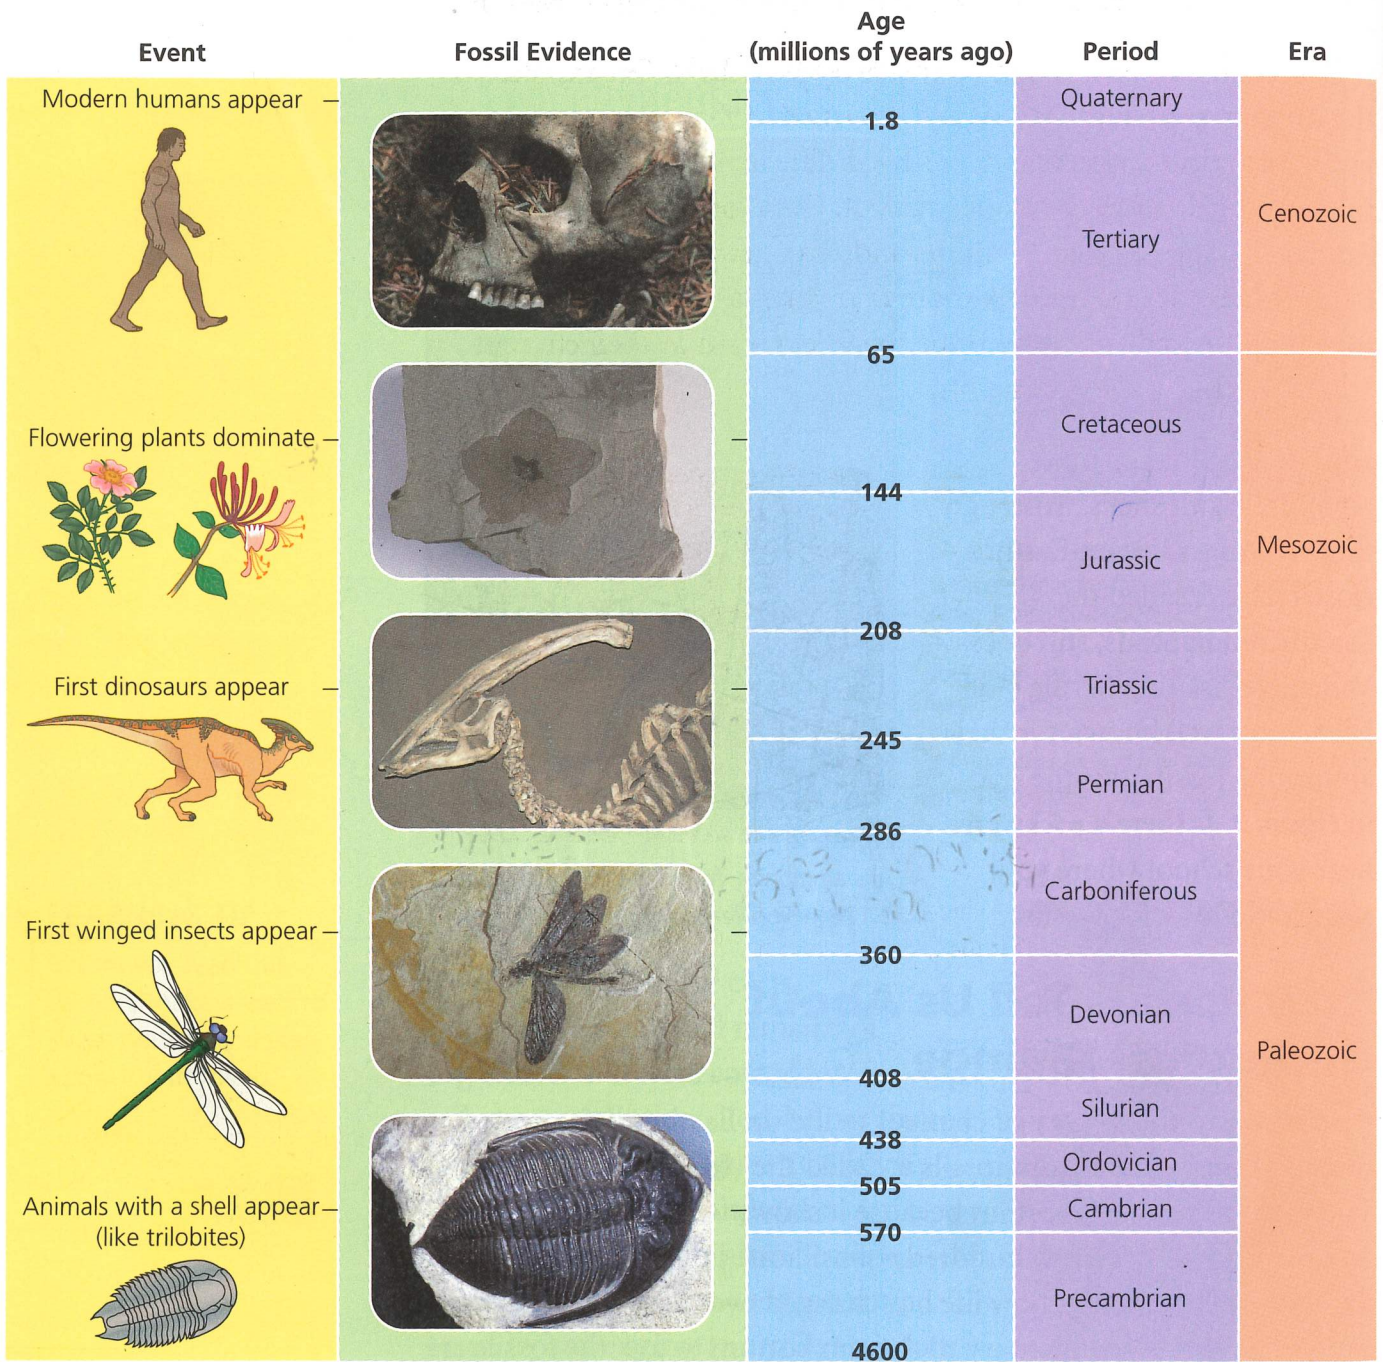 Event
Fossil Evidence
Age
(millions of years ago)
Period
Era
Modern humans appear
Quaternary
1.8
Tertiary
Cenozoic
65
Cretaceous
Flowering plants dominate
144
Jurassic
Mesozoic
208
First dinosaurs appear
Triassic
245
Permian
286
Carboniferous
First winged insects appear
360
Devonian
Paleozoic
408
Silurian
438
Ordovician
505
Animals with a shell appear
(like trilobites)
Cambrian
570
Precambrian
4600